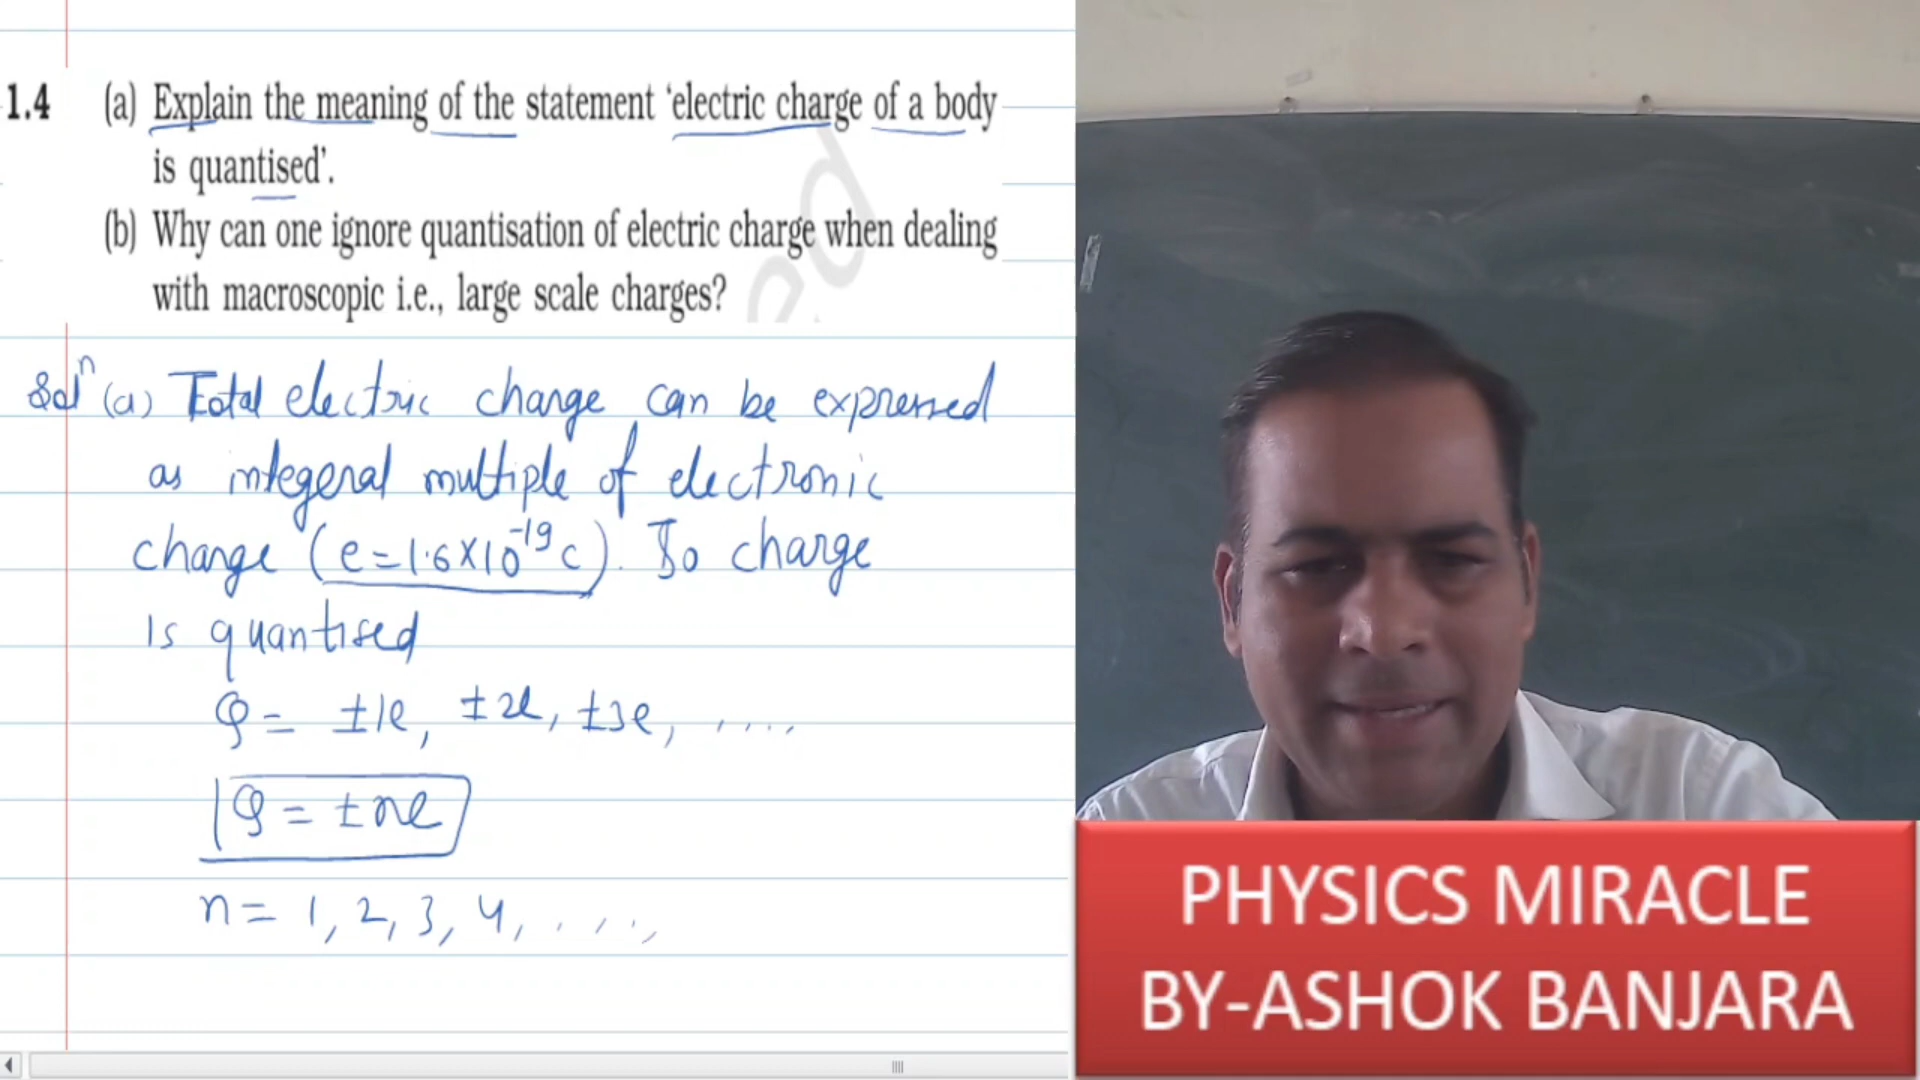 1.4 (a) Explain the meaning of the statement ‘electric charge of a body
is quantised’.
(b) Why can one ignore quantisation of electric charge when dealing
with macroscopic i.e., large scale charges?
Solⁿ (a) Total electric charge can be expressed
as integeral multiple of electronic
charge (e=1.6×10⁻¹⁹c). So charge
is quantised
Q = ±1e, ±2e, ±3e, ....
Q = ±ne
n = 1, 2, 3, 4, ....,
PHYSICS MIRACLE
BY-ASHOK BANJARA